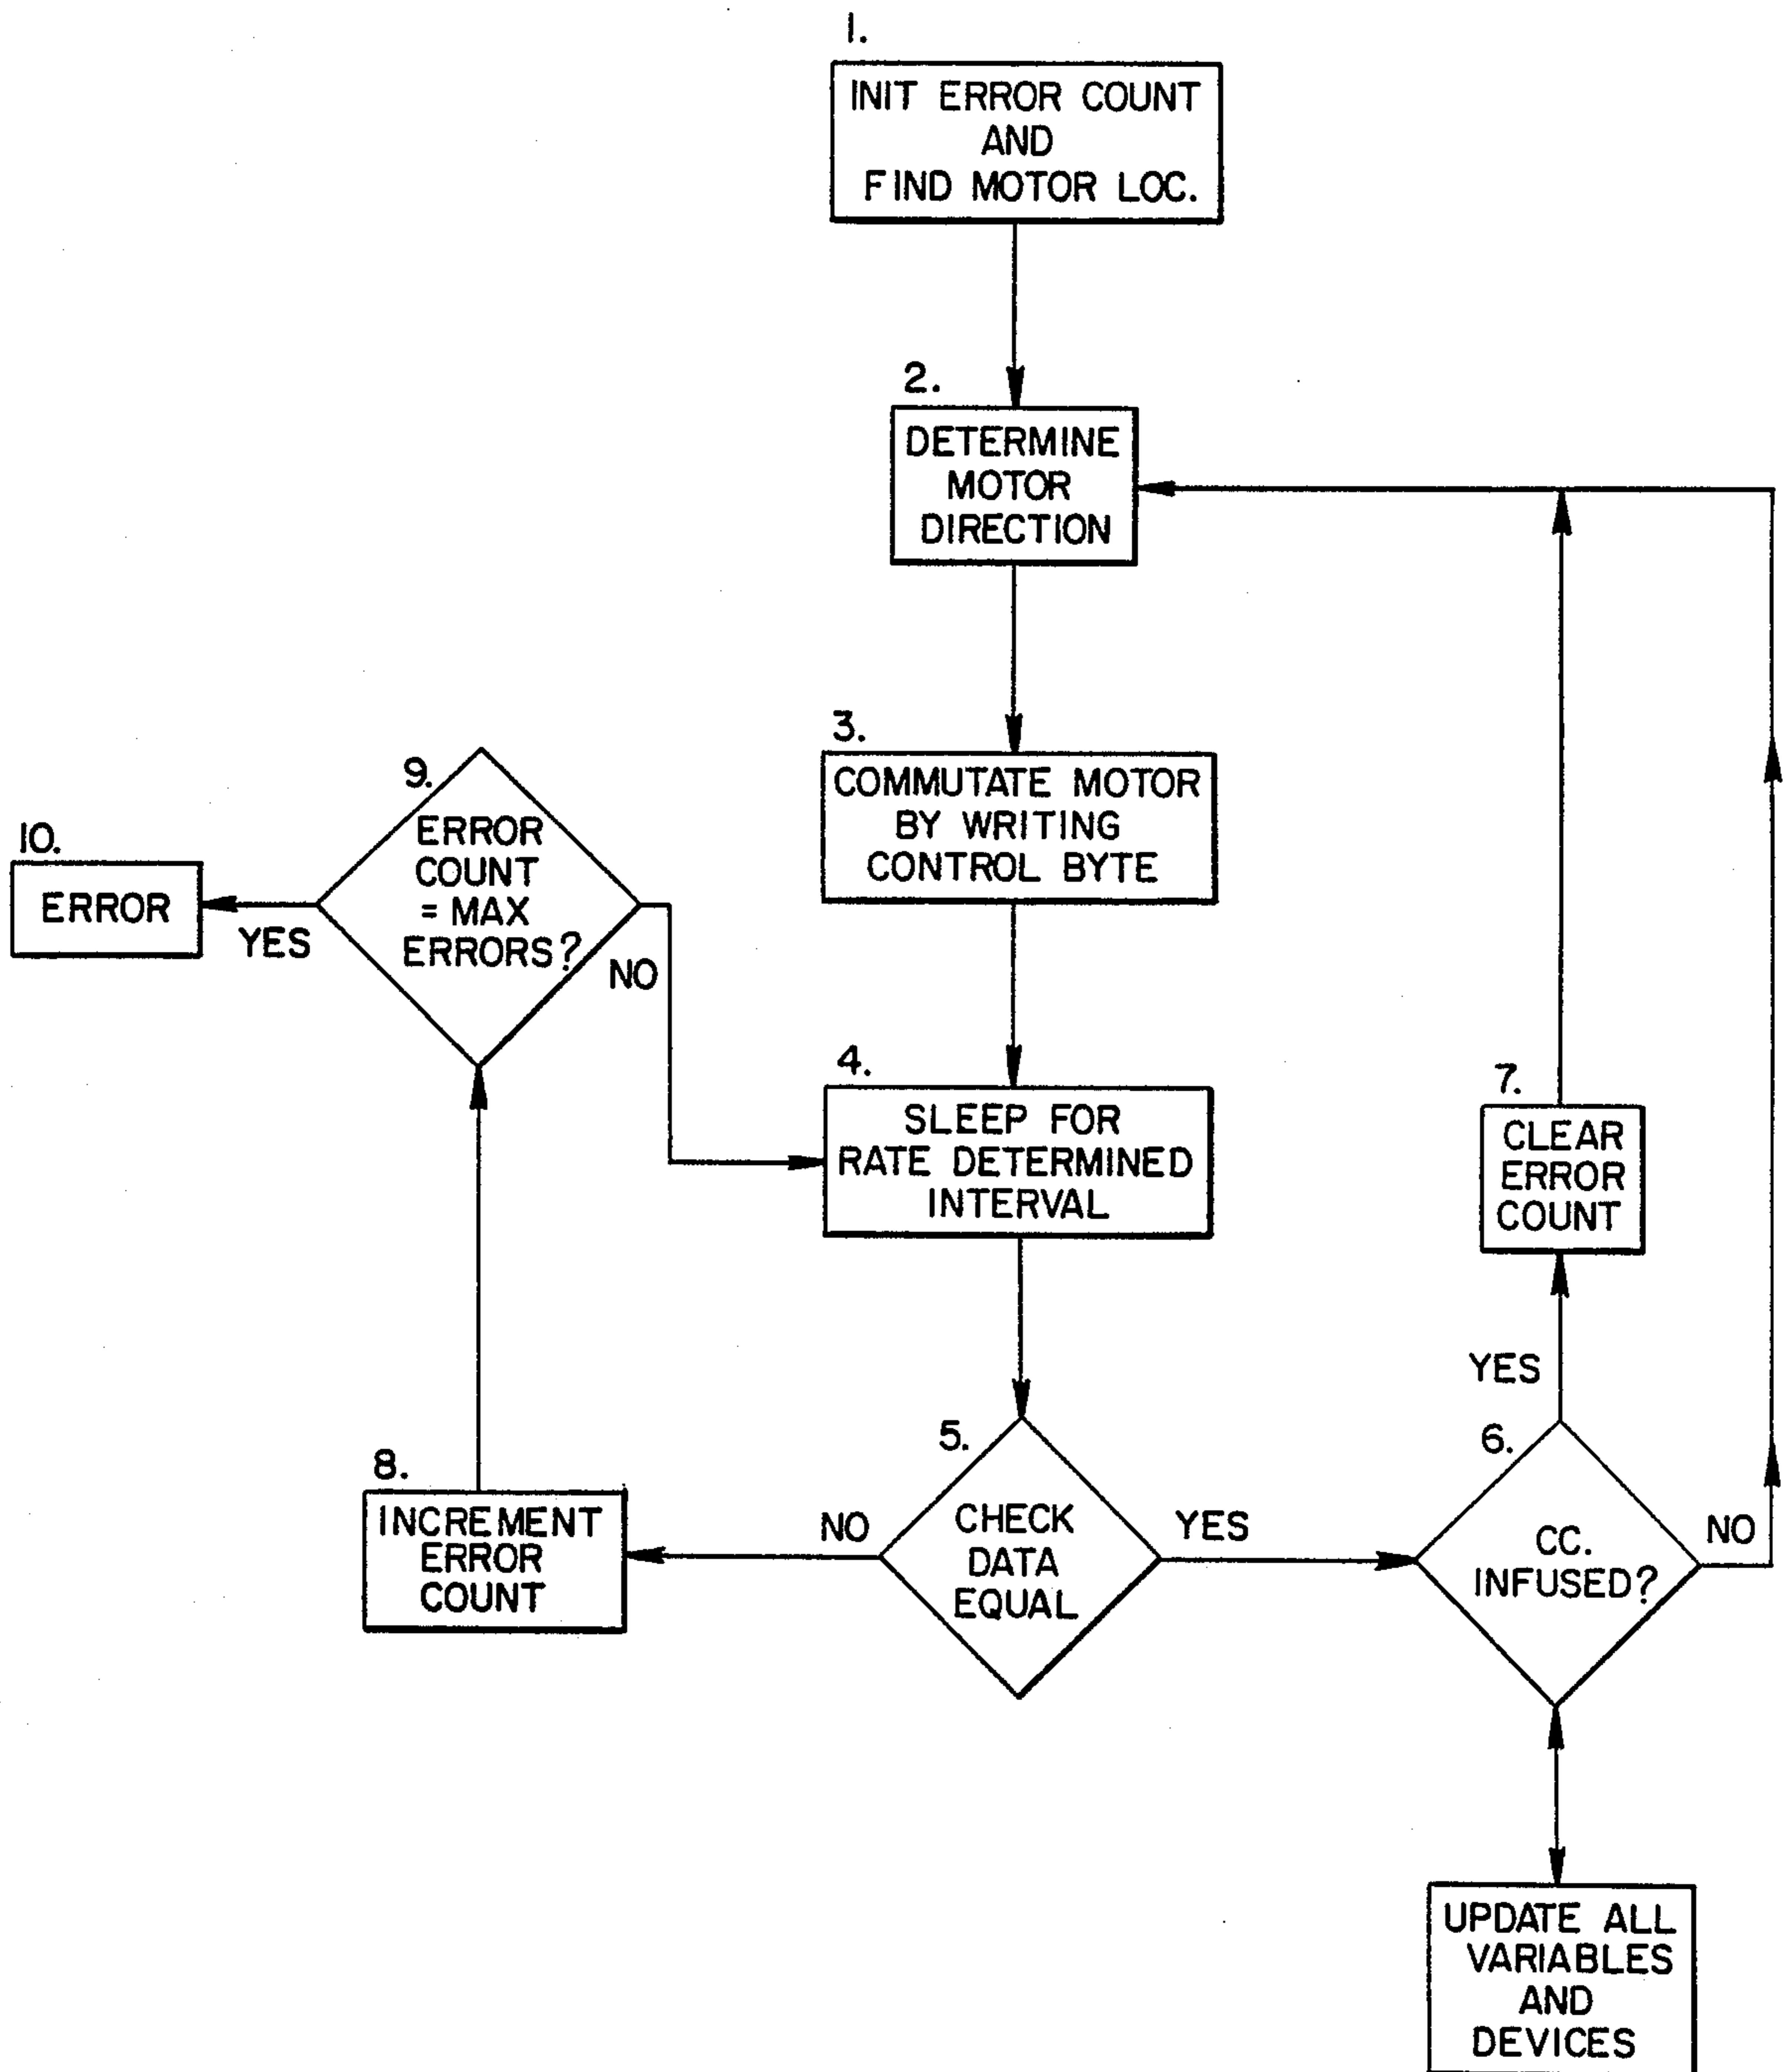 1.
INIT ERROR COUNT
AND
FIND MOTOR LOC.
2.
DETERMINE
MOTOR
DIRECTION
3.
COMMUTATE MOTOR
BY WRITING
CONTROL BYTE
9.
ERROR
COUNT
= MAX
ERRORS?
10.
ERROR
YES
NO
4.
SLEEP FOR
RATE DETERMINED
INTERVAL
7.
CLEAR
ERROR
COUNT
YES
5.
CHECK
DATA
EQUAL
NO
YES
6.
CC.
INFUSED?
NO
8.
INCREMENT
ERROR
COUNT
UPDATE ALL
VARIABLES
AND
DEVICES